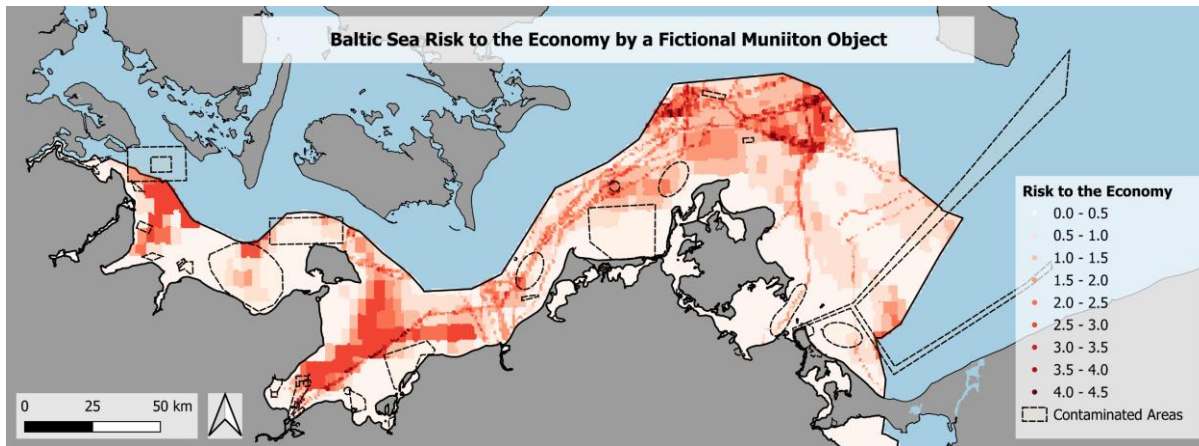 Baltic Sea Risk to the Economy by a Fictional Muniiton Object
Risk to the Economy
0.0 - 0.5
0.5 - 1.0
1.0 - 1.5
1.5 - 2.0
2.0 - 2.5
2.5 - 3.0
3.0 - 3.5
3.5 - 4.0
4.0 - 4.5
Contaminated Areas
0 25 50 km